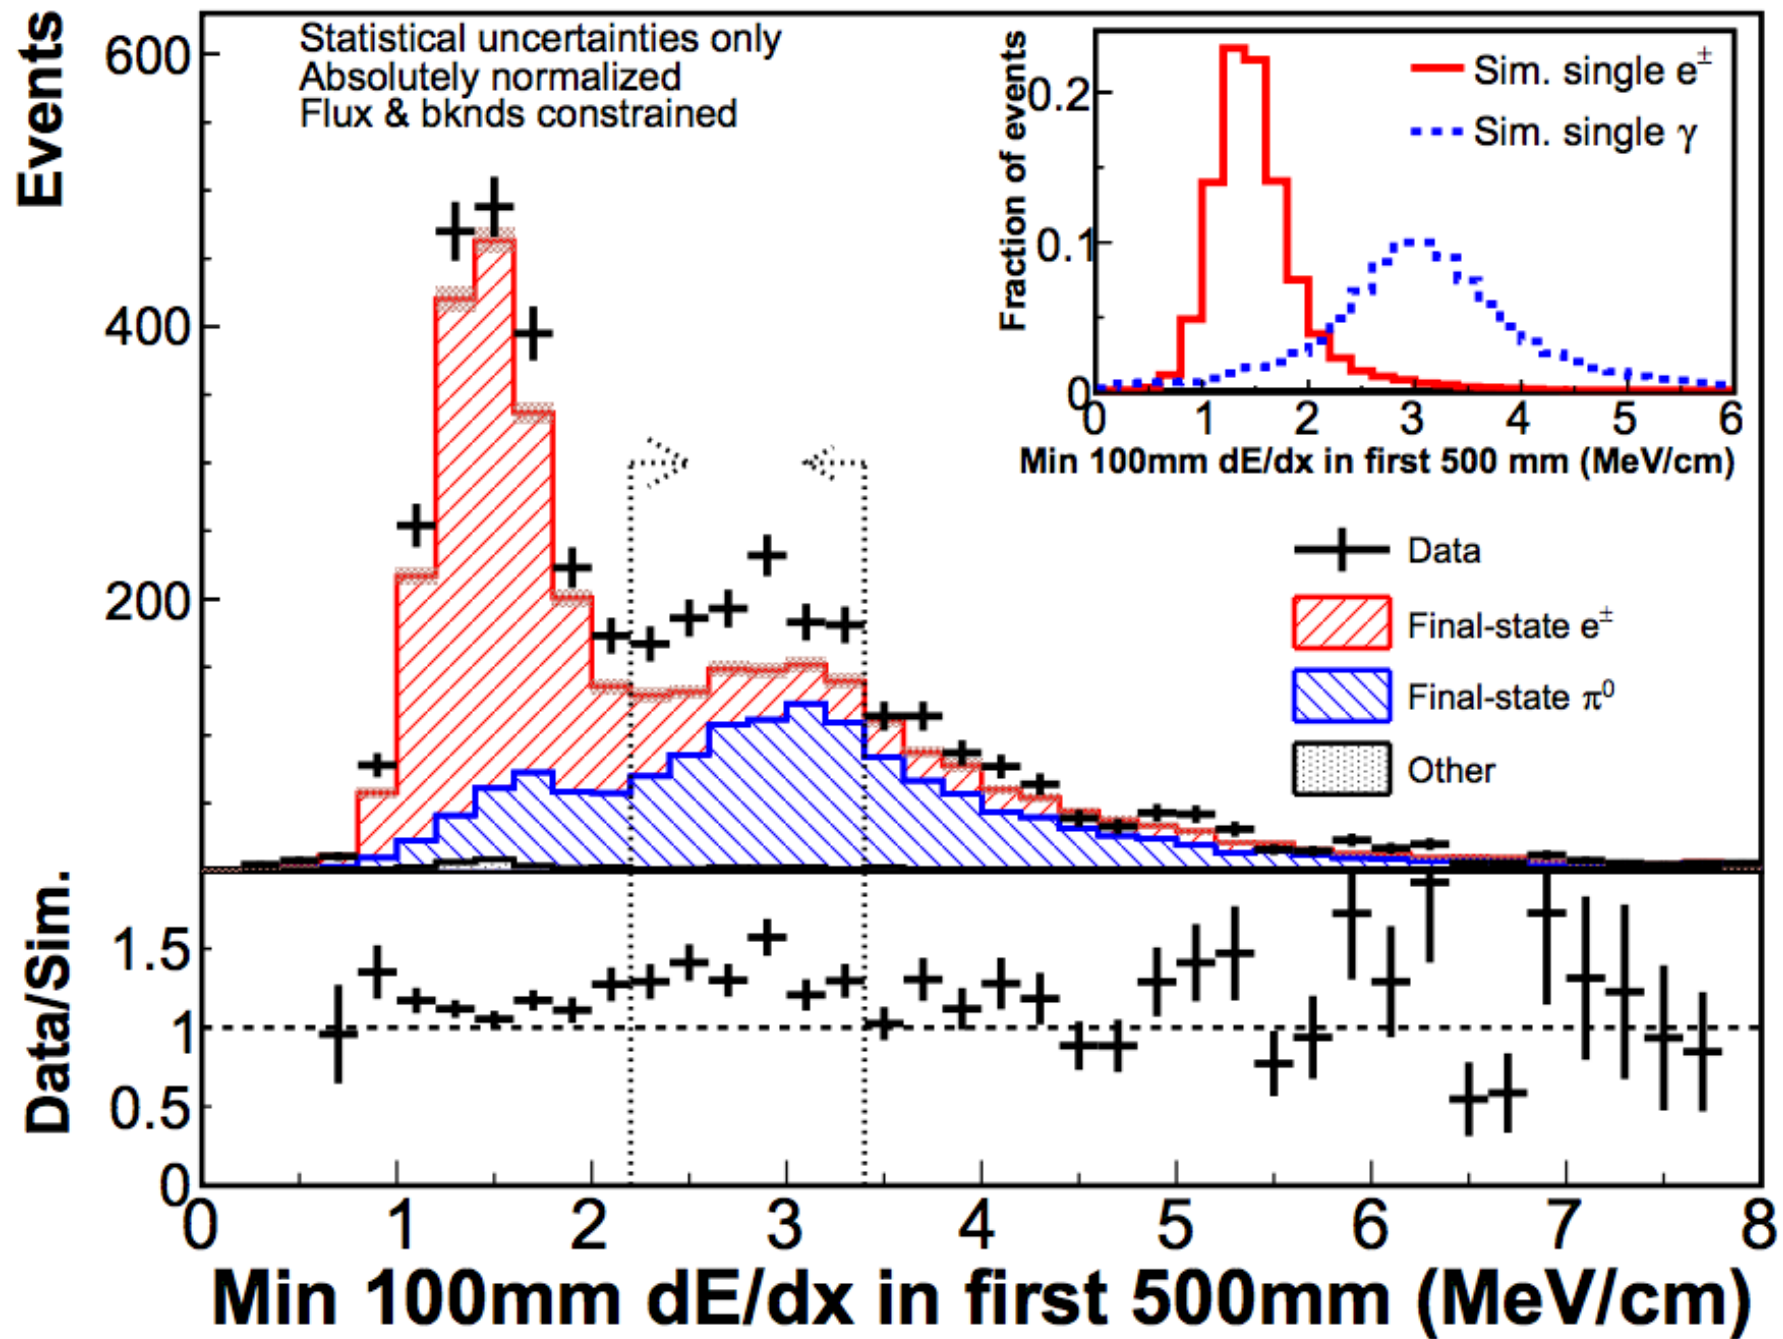 Events
600
400
200
Statistical uncertainties only
Absolutely normalized
Flux & bknds constrained
Fraction of events
0.2
0.1
0
Sim. single e±
Sim. single γ
0 1 2 3 4 5 6
Min 100mm dE/dx in first 500 mm (MeV/cm)
Data
Final-state e±
Final-state π⁰
Other
Data/Sim.
1.5
1
0.5
0
0 1 2 3 4 5 6 7 8
Min 100mm dE/dx in first 500mm (MeV/cm)